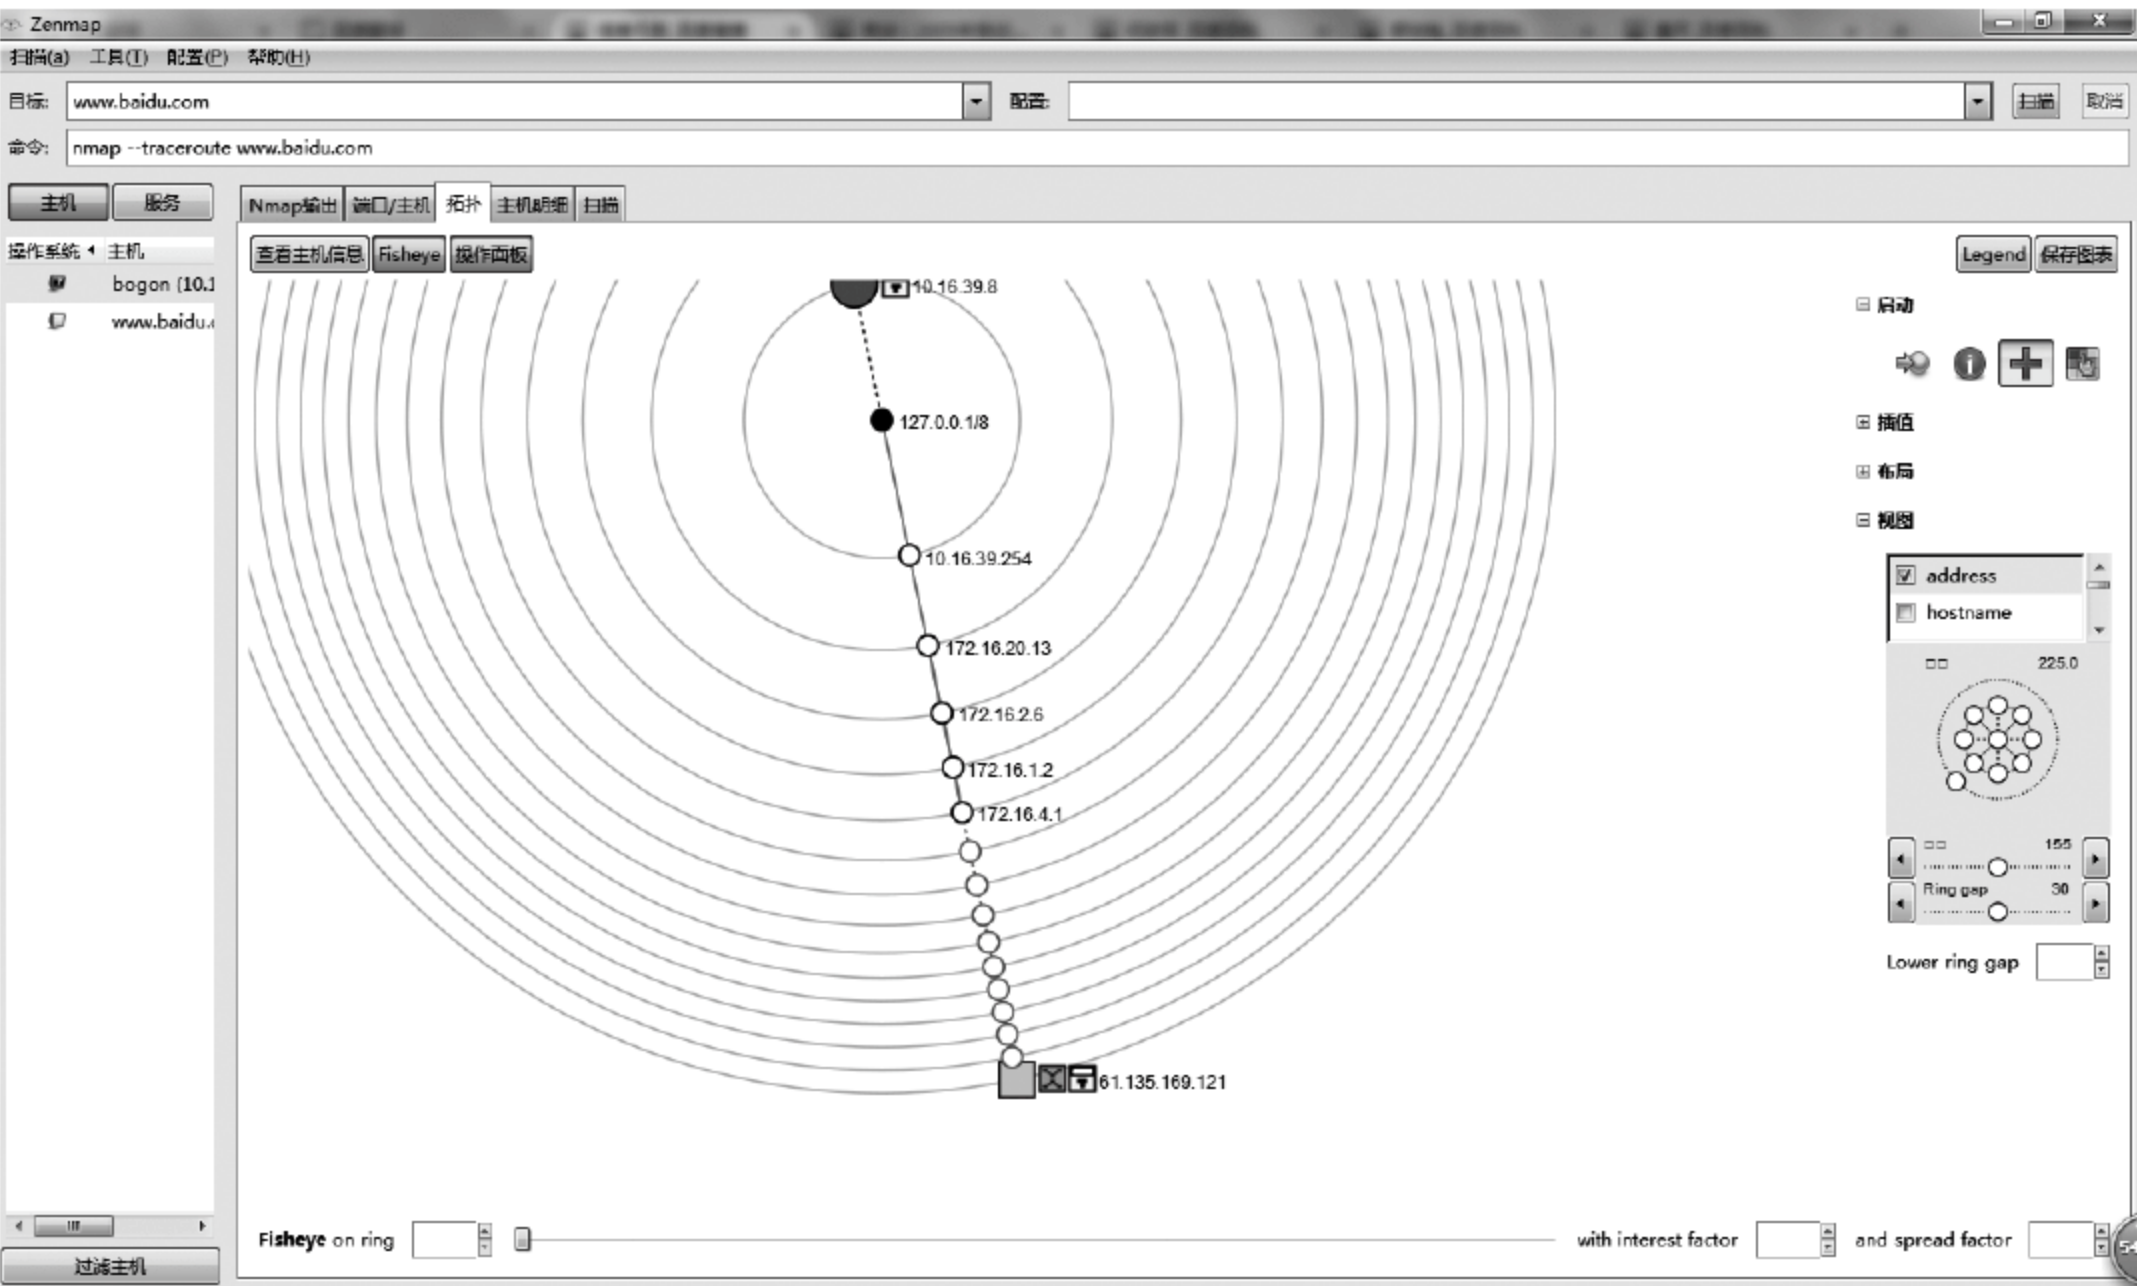 Zenmap
扫描(a) 工具(T) 配置(P) 帮助(H)
目标: www.baidu.com 配置: 扫描 取消
命令: nmap --traceroute www.baidu.com
主机 服务 Nmap输出 端口/主机 拓扑 主机明细 扫描
操作系统 主机
查看主机信息 Fisheye 操作面板 Legend 保存图表
bogon (10.1
www.baidu.
10.16.39.8
启动
127.0.0.1/8
插值
布局
视图
10.16.39.254
address
hostname
172.16.20.13
225.0
172.16.2.6
172.16.1.2
172.16.4.1
155
Ring gap 30
Lower ring gap
61.135.169.121
Fisheye on ring with interest factor and spread factor
过滤主机